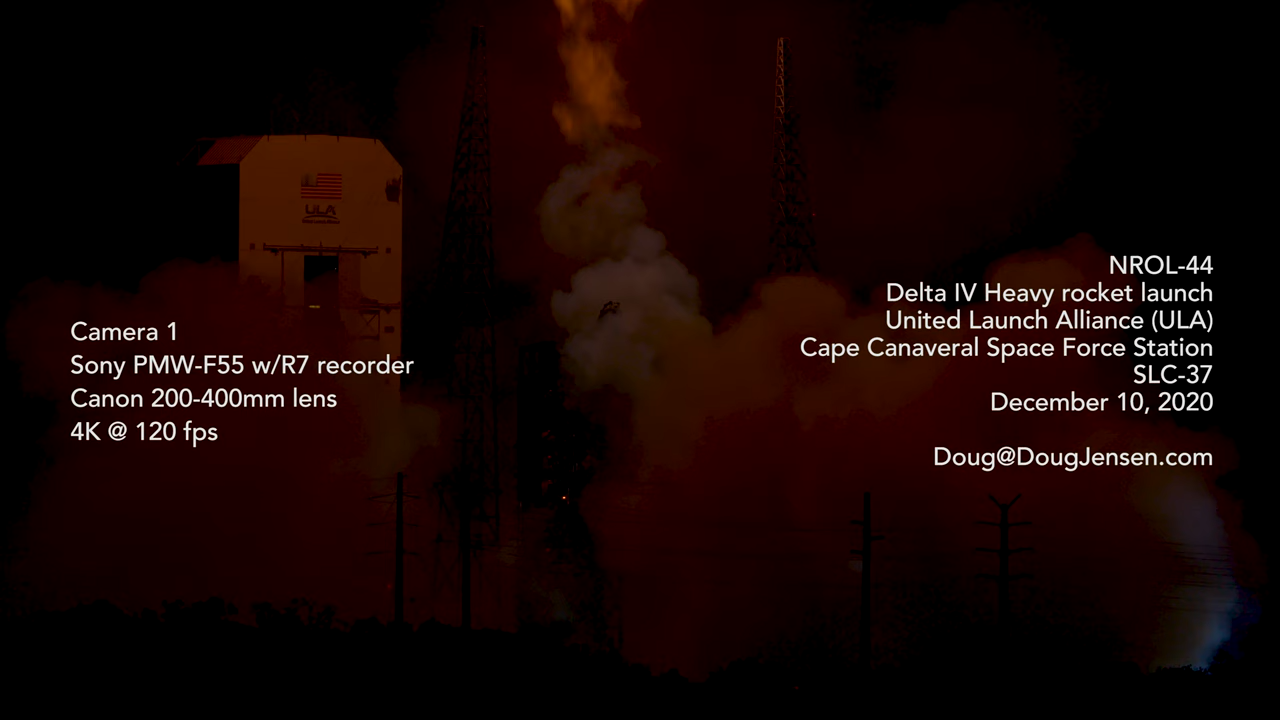 ULA
Camera 1
Sony PMW-F55 w/R7 recorder
Canon 200-400mm lens
4K @ 120 fps
NROL-44
Delta IV Heavy rocket launch
United Launch Alliance (ULA)
Cape Canaveral Space Force Station
SLC-37
December 10, 2020
Doug@DougJensen.com